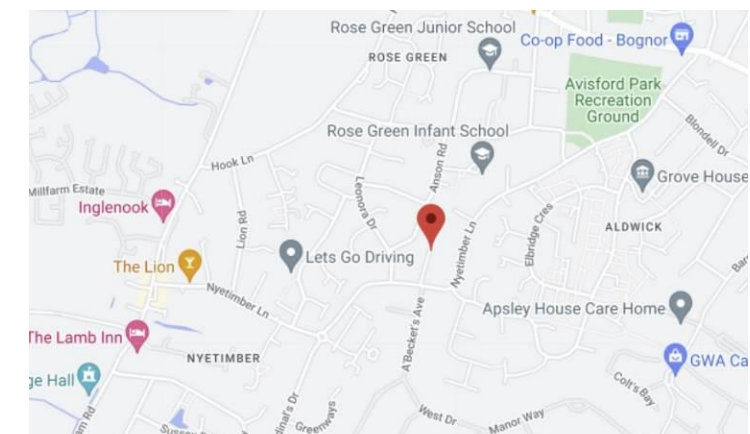 Rose Green Junior School
Co-op Food - Bognor
ROSE GREEN
Avisford Park
Recreation
Ground
Rose Green Infant School
Blondell Dr
Hook Ln
Anson Rd
Grove House
Millfarm Estate
Leonora Dr
Inglenook
Lion Rd
Elbridge Cres
ALDWICK
Nyetimber Ln
The Lion
Lets Go Driving
Nyetimber Ln
Apsley House Care Home
A'Becket's Ave
The Lamb Inn
NYETIMBER
GWA Ca
ge Hall
Colt's Bay
West Dr
Manor Way
Greenways